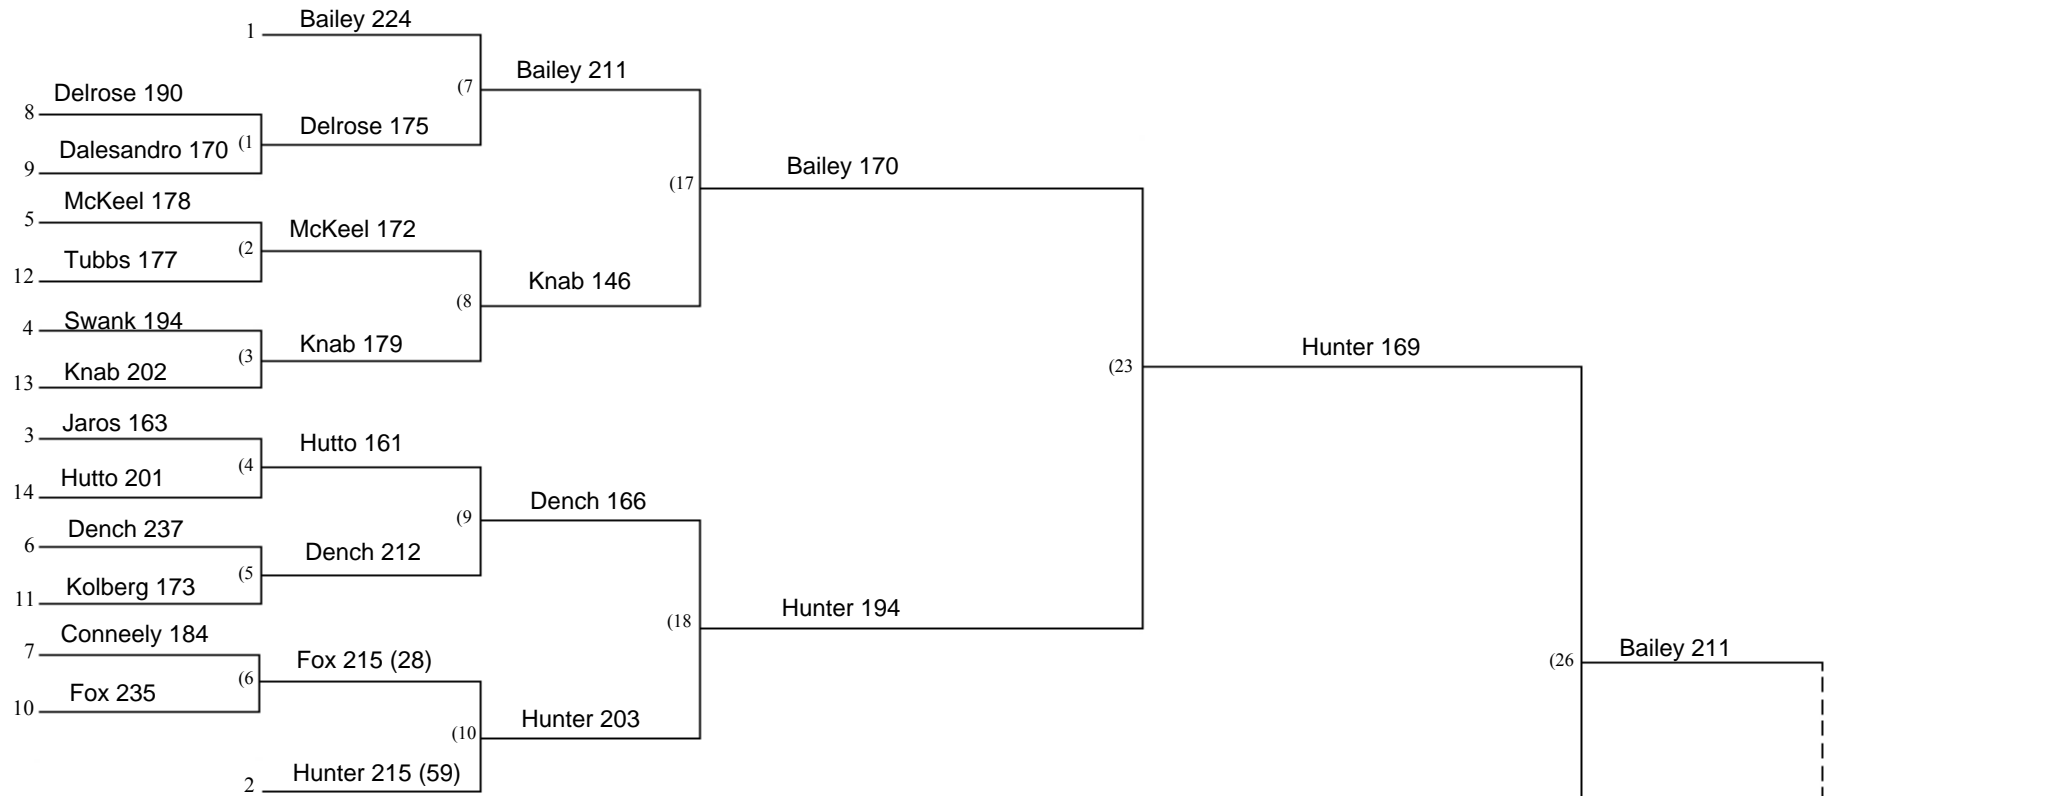 1 Bailey 224
Bailey 211
(7
Delrose 190
8
Delrose 175
(1
Dalesandro 170
9
Bailey 170
(17
McKeel 178
5
McKeel 172
(2
Tubbs 177
12
Knab 146
(8
Swank 194
4
Knab 179
(3
Knab 202
13
Hunter 169
(23
Jaros 163
3
Hutto 161
(4
Hutto 201
14
Dench 166
(9
Dench 237
6
Dench 212
(5
Kolberg 173
11
Hunter 194
(18
Conneely 184
7
Fox 215 (28)
(6
Fox 235
10
Bailey 211
(26
Hunter 203
(10
Hunter 215 (59)
2